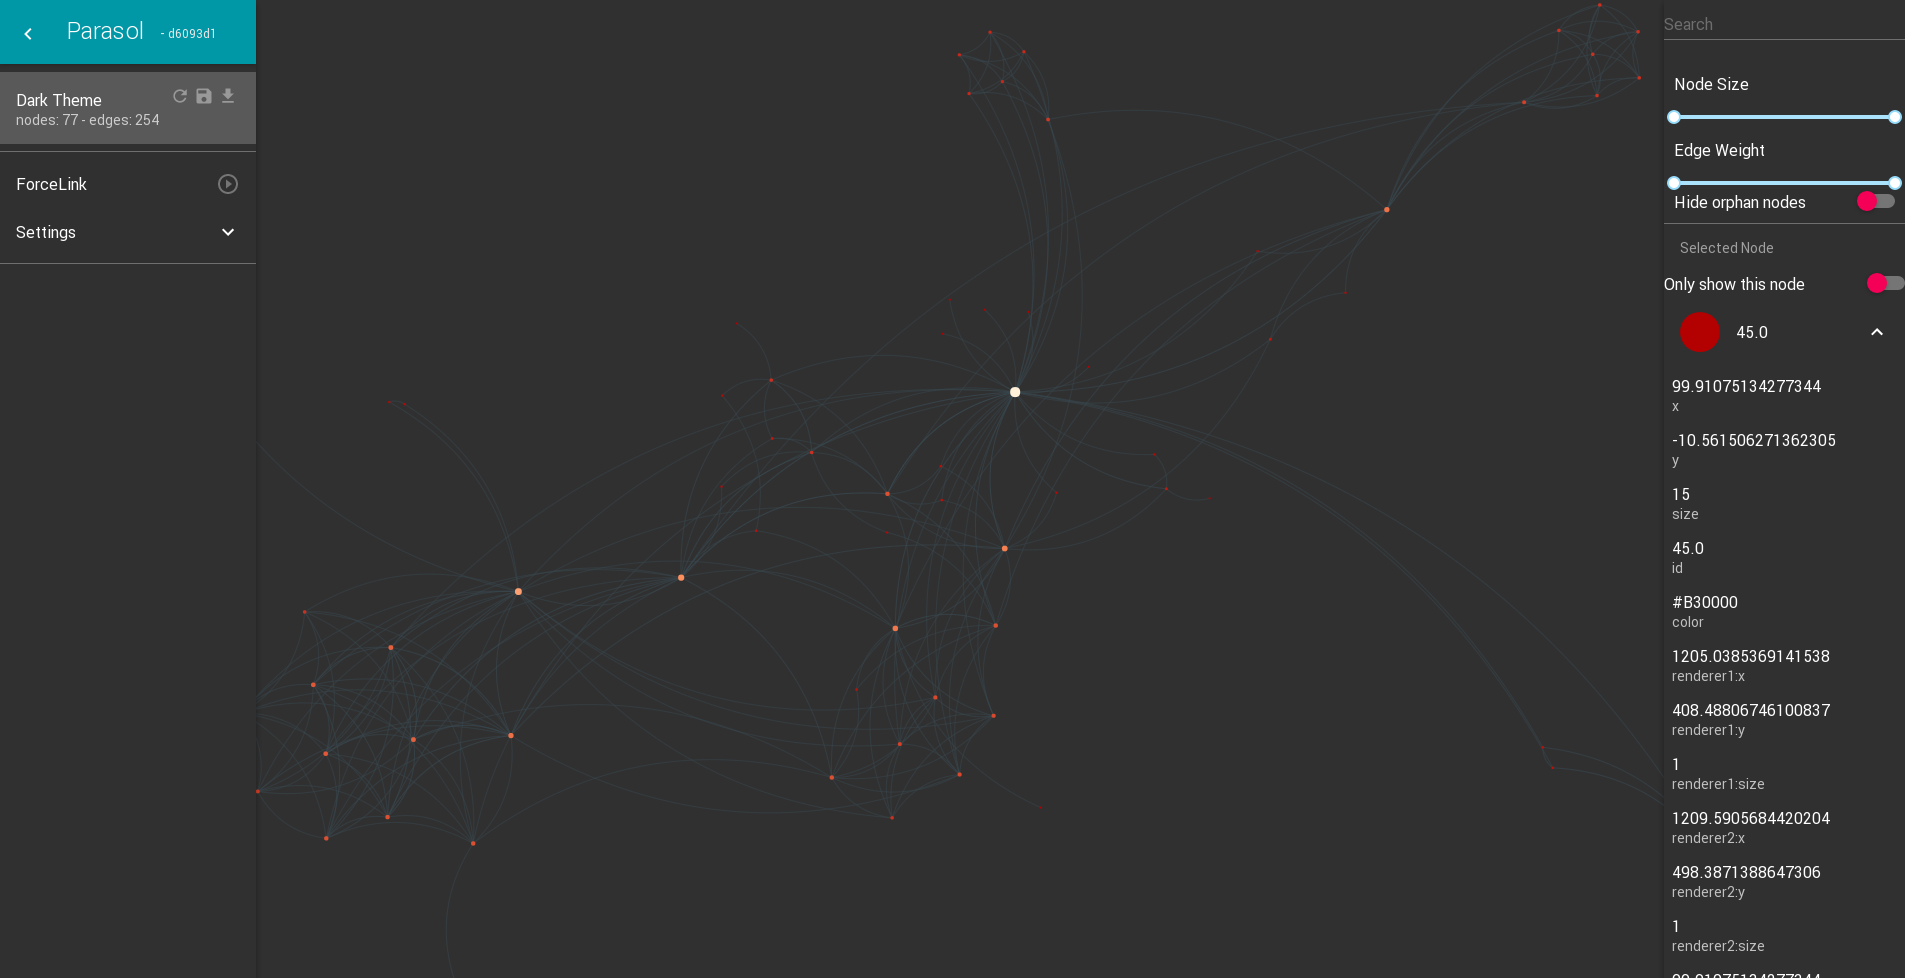 Parasol - d6093d1
Dark Theme
nodes: 77 - edges: 254
ForceLink
Settings
Search
Node Size
Edge Weight
Hide orphan nodes
Selected Node
Only show this node
45.0
99.91075134277344
x
-10.561506271362305
y
15
size
45.0
id
#B30000
color
1205.0385369141538
renderer1:x
408.48806746100837
renderer1:y
1
renderer1:size
1209.5905684420204
renderer2:x
498.3871388647306
renderer2:y
1
renderer2:size